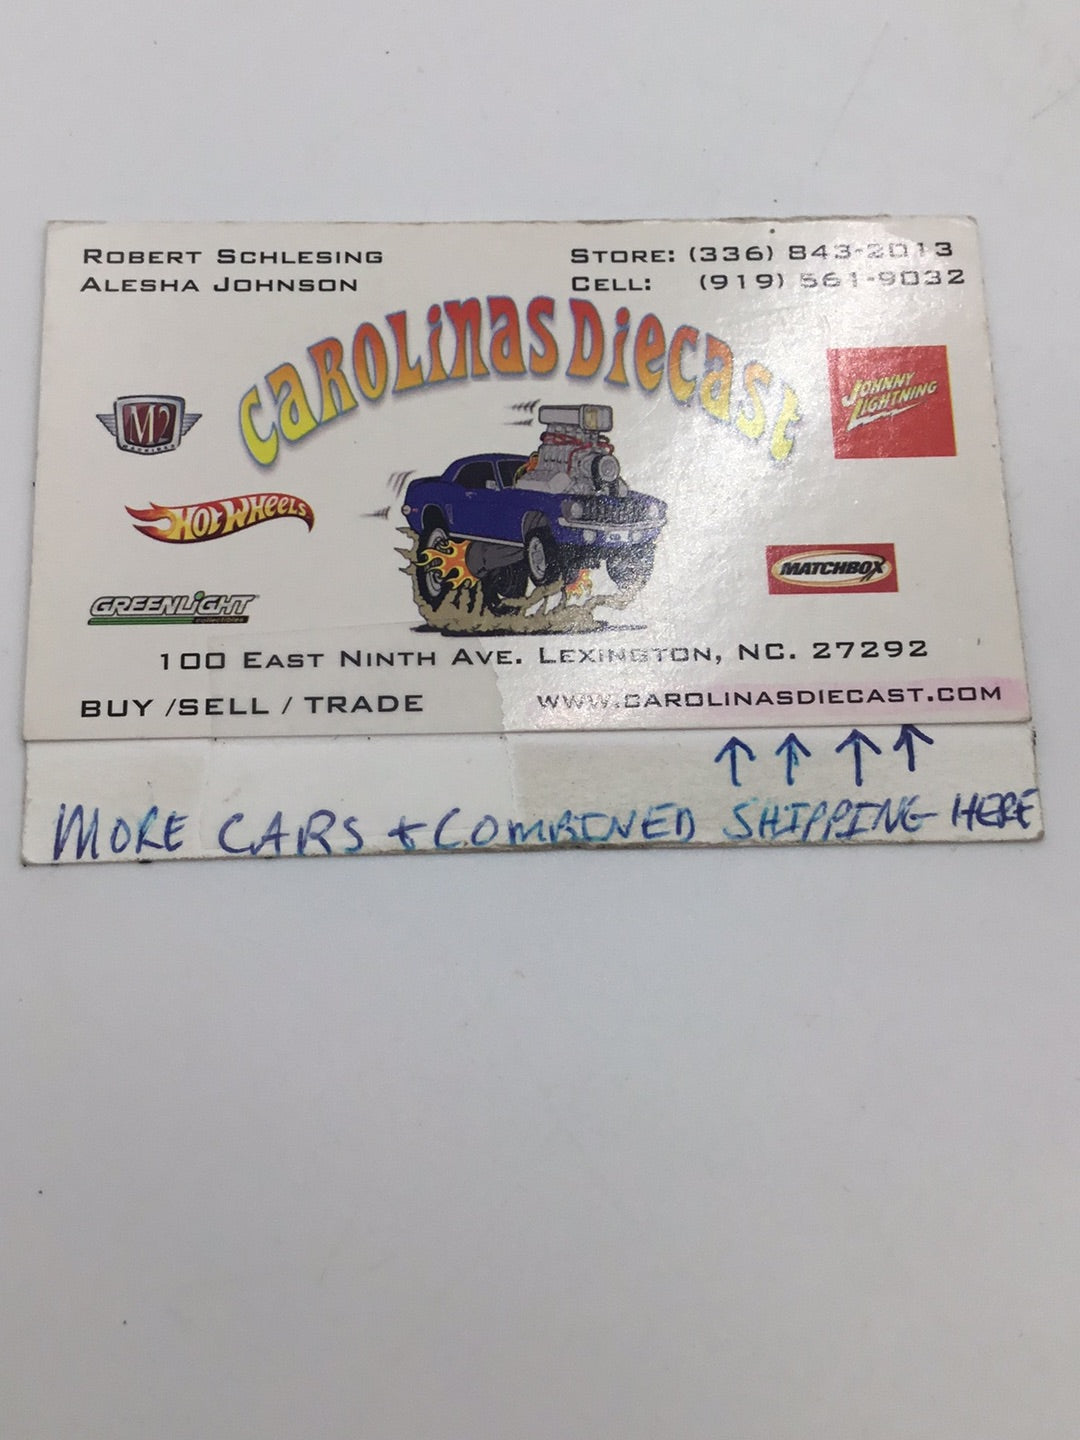 ROBERT SCHLESING
ALESHA JOHNSON
STORE: (336) 843-2013
CELL: (919) 561-9032
CAROLINAS DIECAST
M2
MACHINES
JOHNNY
LIGHTNING
HOT WHEELS
MATCHBOX
GREENLIGHT
collectibles
100 EAST NINTH AVE. LEXINGTON, NC. 27292
BUY /SELL / TRADE
WWW.CAROLINASDIECAST.COM
↑ ↑ ↑ ↑
MORE CARS + COMBINED SHIPPING HERE